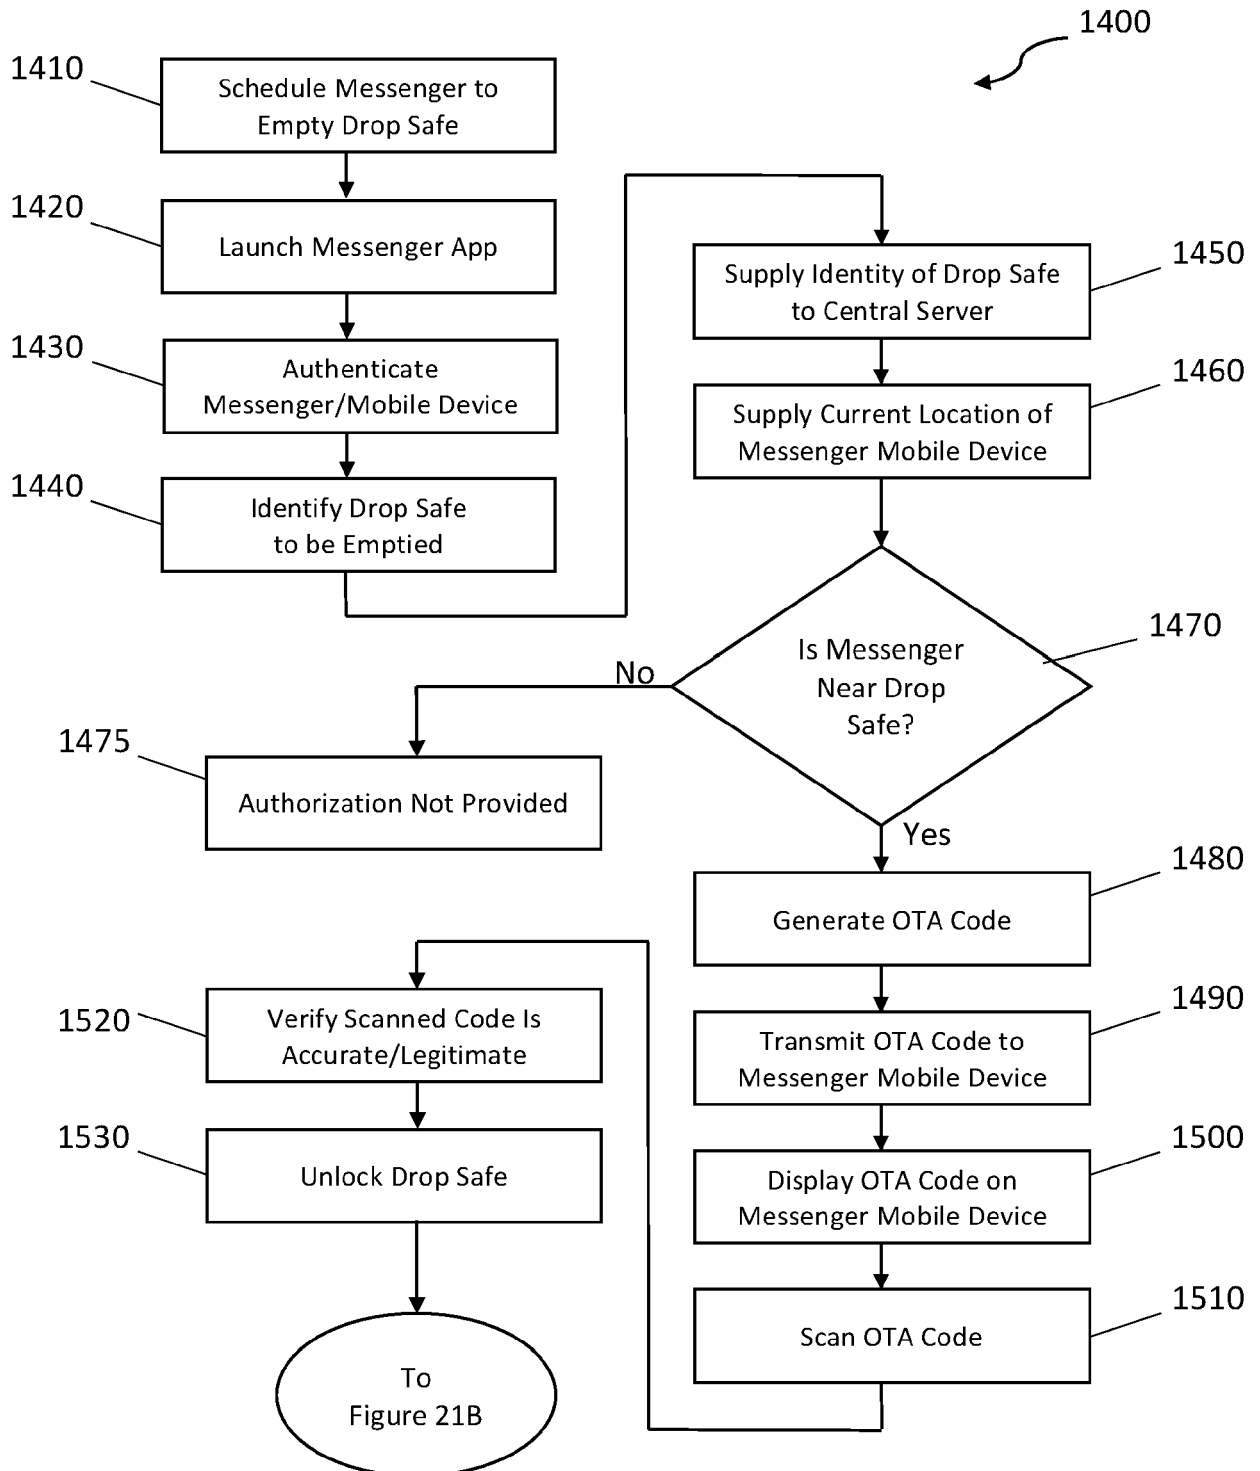 1400
1410
Schedule Messenger to
Empty Drop Safe
1420
Launch Messenger App
1430
Authenticate
Messenger/Mobile Device
1440
Identify Drop Safe
to be Emptied
1450
Supply Identity of Drop Safe
to Central Server
1460
Supply Current Location of
Messenger Mobile Device
1470
Is Messenger
Near Drop
Safe?
No
1475
Authorization Not Provided
Yes
1480
Generate OTA Code
1490
Transmit OTA Code to
Messenger Mobile Device
1500
Display OTA Code on
Messenger Mobile Device
1510
Scan OTA Code
1520
Verify Scanned Code Is
Accurate/Legitimate
1530
Unlock Drop Safe
To
Figure 21B